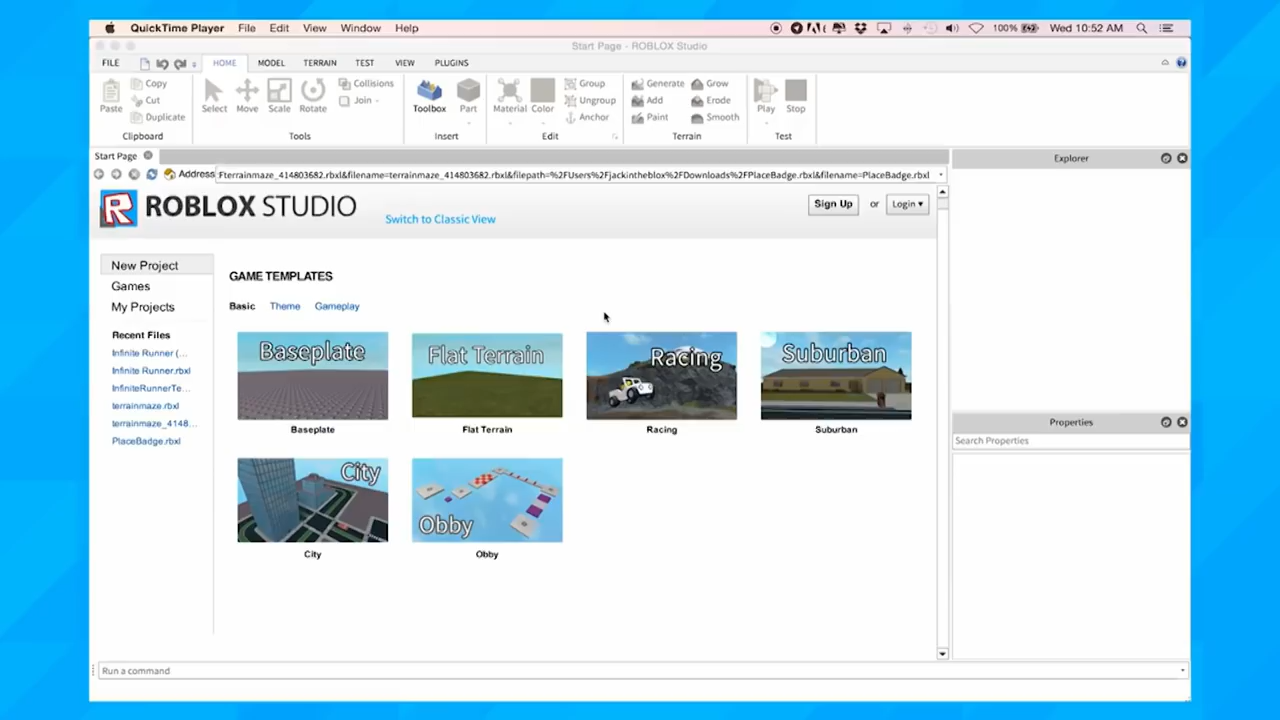 QuickTime Player File Edit View Window Help 100% Wed 10:52 AM
Start Page - ROBLOX Studio
FILE HOME MODEL TERRAIN TEST VIEW PLUGINS
Paste Copy Cut Duplicate
Clipboard
Select Move Scale Rotate Collisions Join
Tools
Toolbox Part
Insert
Material Color Group Ungroup Anchor
Edit
Generate Add Paint Grow Erode Smooth
Terrain
Play Stop
Test
Start Page
Address Fterrainmaze_414803682.rbxl&filename=terrainmaze_414803682.rbxl&filepath=%2FUsers%2Fjackintheblox%2FDownloads%2FPlaceBadge.rbxl&filename=PlaceBadge.rbxl
ROBLOX STUDIO
Switch to Classic View
Sign Up or Login
New Project
Games
My Projects
Recent Files
Infinite Runner (...
Infinite Runner.rbxl
InfiniteRunnerTe...
terrainmaze.rbxl
terrainmaze_4148...
PlaceBadge.rbxl
GAME TEMPLATES
Basic Theme Gameplay
Baseplate Flat Terrain Racing Suburban
Baseplate Flat Terrain Racing Suburban
City Obby
City Obby
Explorer
Properties
Search Properties
Run a command